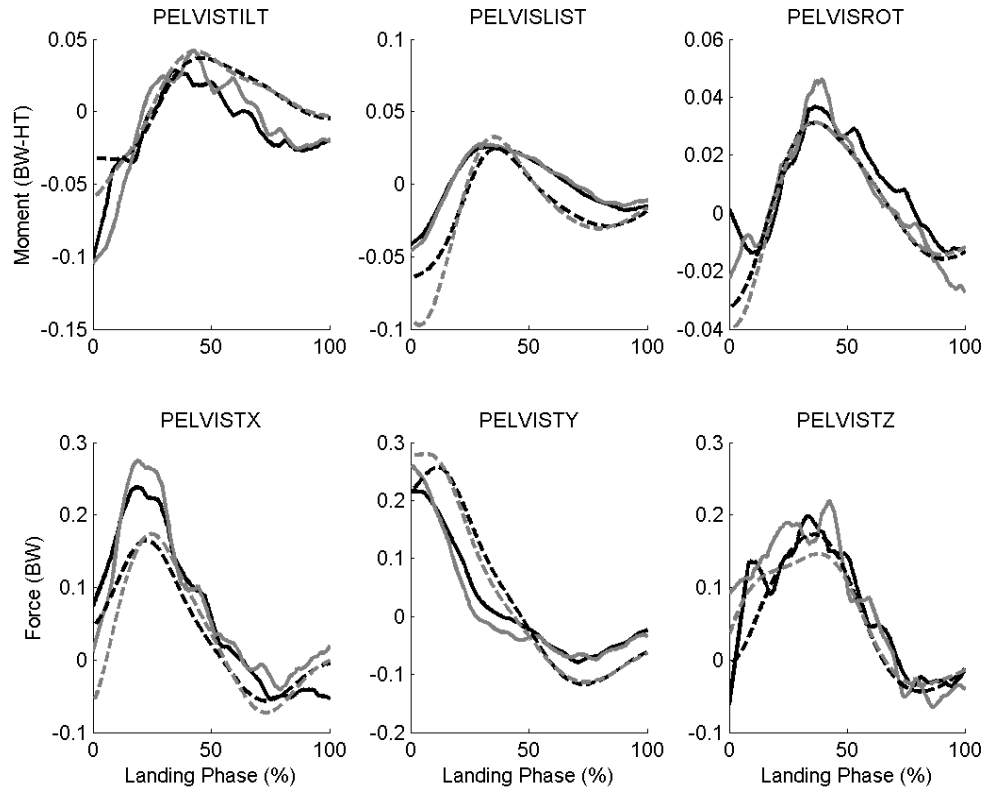 PELVISTILT
PELVISLIST
PELVISROT
0.05
0
-0.05
-0.1
-0.15
0.1
0.05
0
-0.05
-0.1
0.06
0.04
0.02
0
-0.02
-0.04
Moment (BW-HT)
0 50 100
0 50 100
0 50 100
PELVISTX
PELVISTY
PELVISTZ
0.3
0.2
0.1
0
-0.1
0.3
0.2
0.1
0
-0.1
-0.2
0.3
0.2
0.1
0
-0.1
Force (BW)
0 50 100
0 50 100
0 50 100
Landing Phase (%)
Landing Phase (%)
Landing Phase (%)